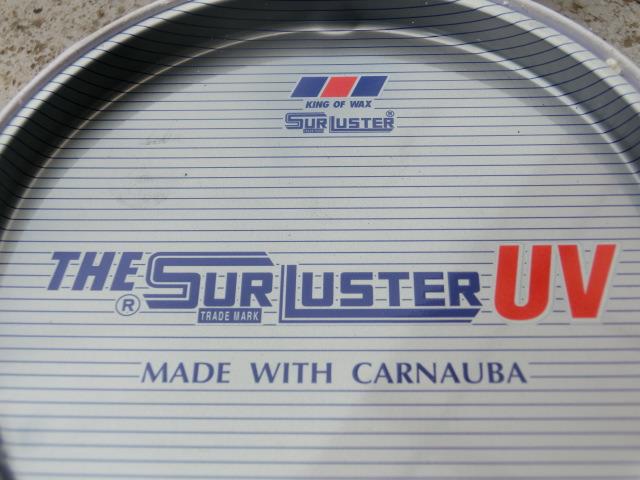 KING OF WAX
SURLUSTER®
THE SURLUSTER UV
® TRADE MARK
MADE WITH CARNAUBA